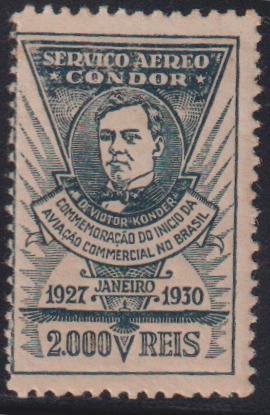 SERVIÇO AEREO
CONDOR
DR VICTOR KONDER
COMMEMORAÇÃO DO INICIO DA
AVIAÇÃO COMMERCIAL NO BRASIL
JANEIRO
1927 1930
2.000 REIS